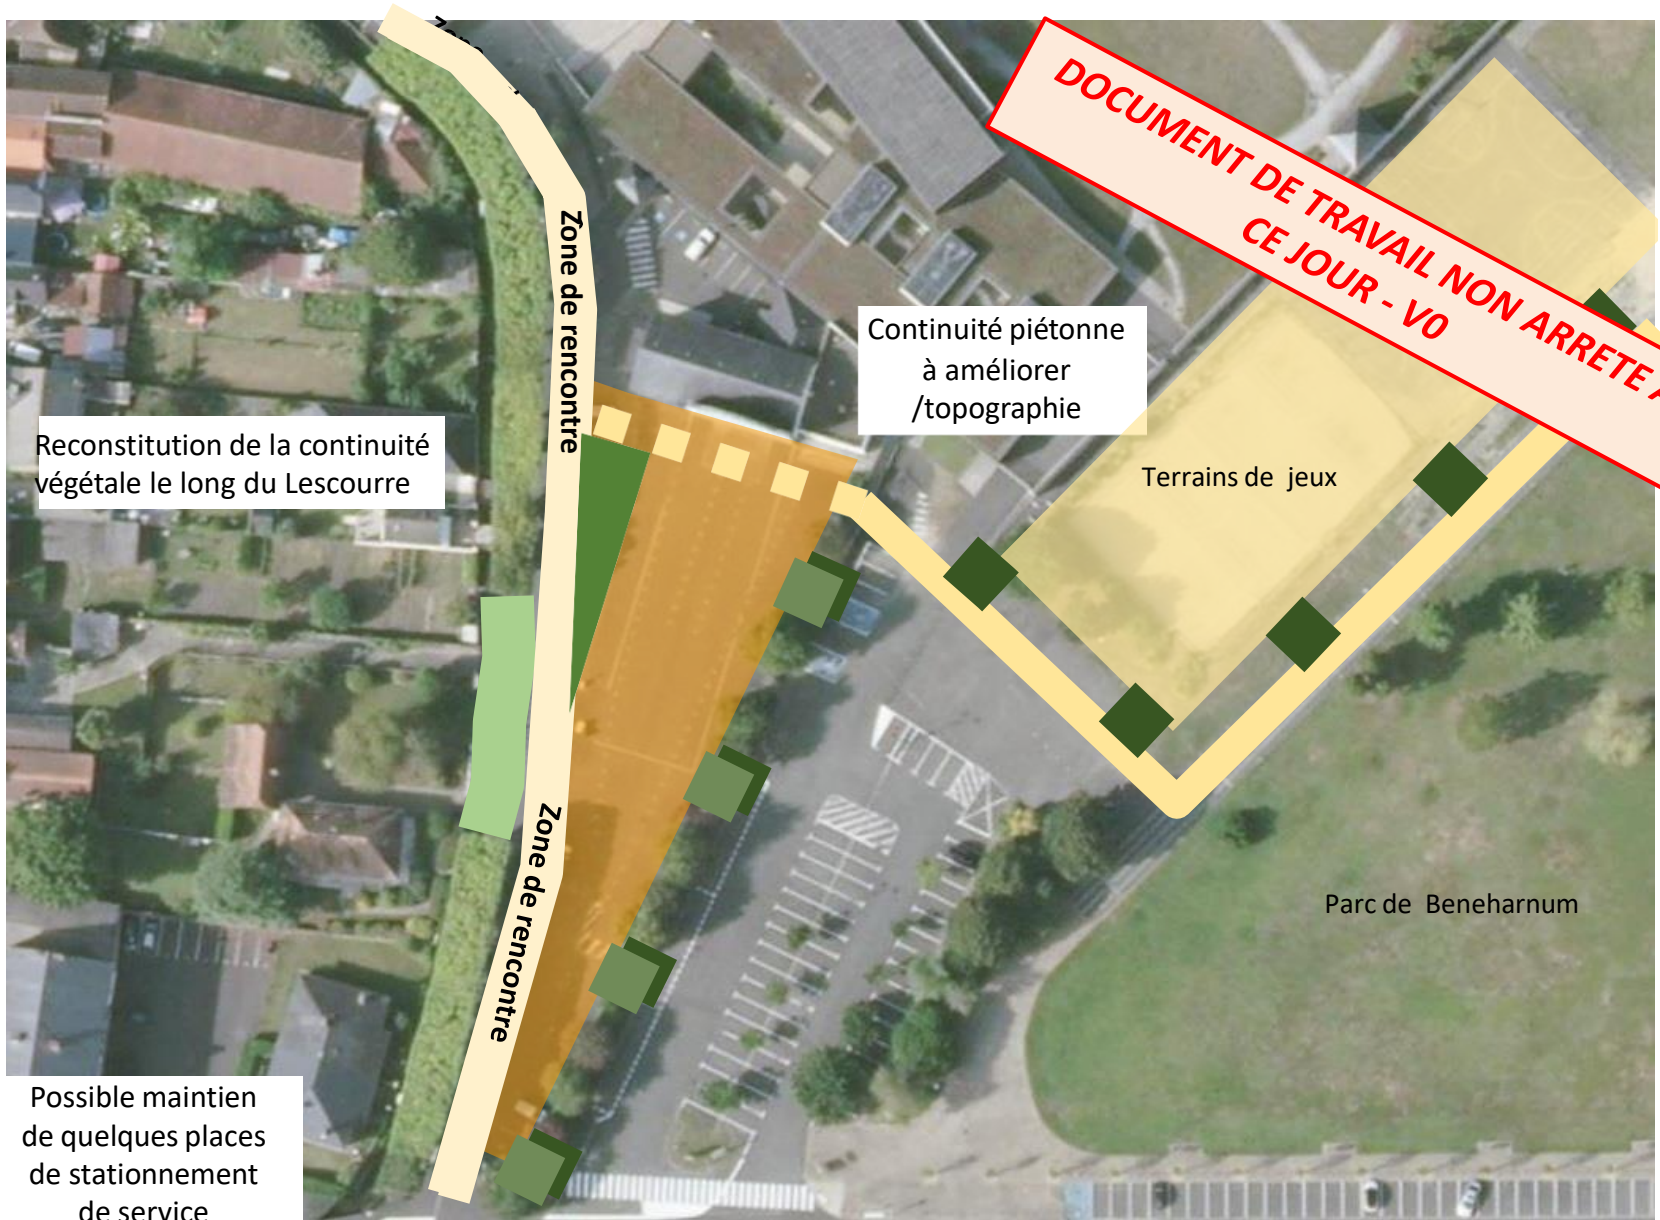 Zone
DOCUMENT DE TRAVAIL NON ARRETE A
CE JOUR - V0
Zone de rencontre
Continuité piétonne
à améliorer
/topographie
Reconstitution de la continuité
végétale le long du Lescourre
Terrains de jeux
Zone de rencontre
Parc de Beneharnum
Possible maintien
de quelques places
de stationnement
de service